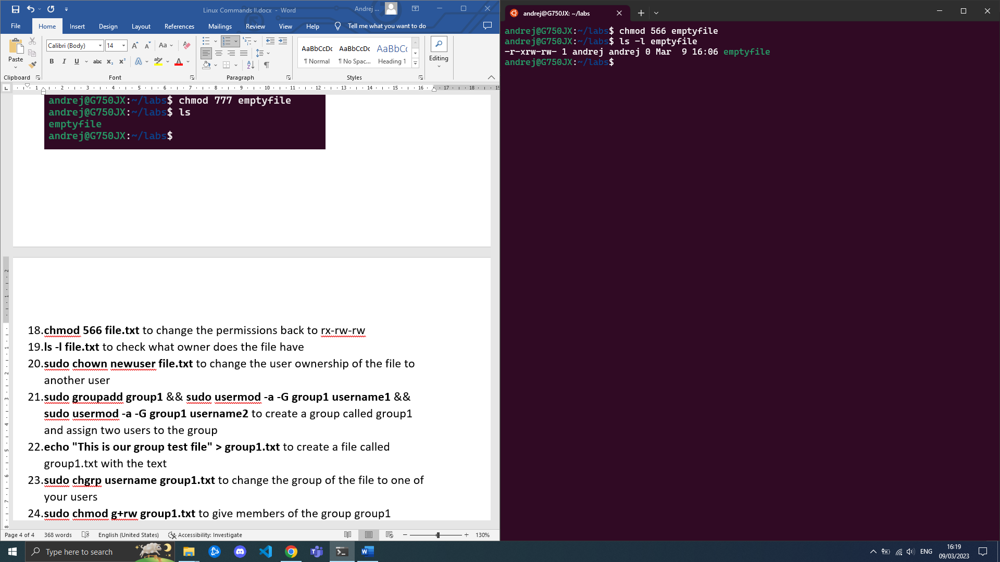 Linux Commands II.docx - Word
Andrej ...
File Home Insert Design Layout References Mailings Review View Help Tell me what you want to do
Paste
Calibri (Body) 14
Clipboard Font Paragraph Styles
AaBbCcDc AaBbCcDc AaBbCc
¶ Normal ¶ No Spac... Heading 1
Editing
andrej@G750JX:~/labs$ chmod 777 emptyfile
andrej@G750JX:~/labs$ ls
emptyfile
andrej@G750JX:~/labs$
18.chmod 566 file.txt to change the permissions back to rx-rw-rw
19.ls -l file.txt to check what owner does the file have
20.sudo chown newuser file.txt to change the user ownership of the file to
another user
21.sudo groupadd group1 && sudo usermod -a -G group1 username1 &&
sudo usermod -a -G group1 username2 to create a group called group1
and assign two users to the group
22.echo "This is our group test file" > group1.txt to create a file called
group1.txt with the text
23.sudo chgrp username group1.txt to change the group of the file to one of
your users
24.sudo chmod g+rw group1.txt to give members of the group group1
Page 4 of 4 368 words English (United States) Accessibility: Investigate 130%
andrej@G750JX: ~/labs
andrej@G750JX:~/labs$ chmod 566 emptyfile
andrej@G750JX:~/labs$ ls -l emptyfile
-r-xrw-rw- 1 andrej andrej 0 Mar  9 16:06 emptyfile
andrej@G750JX:~/labs$
Type here to search
ENG
16:19
09/03/2023